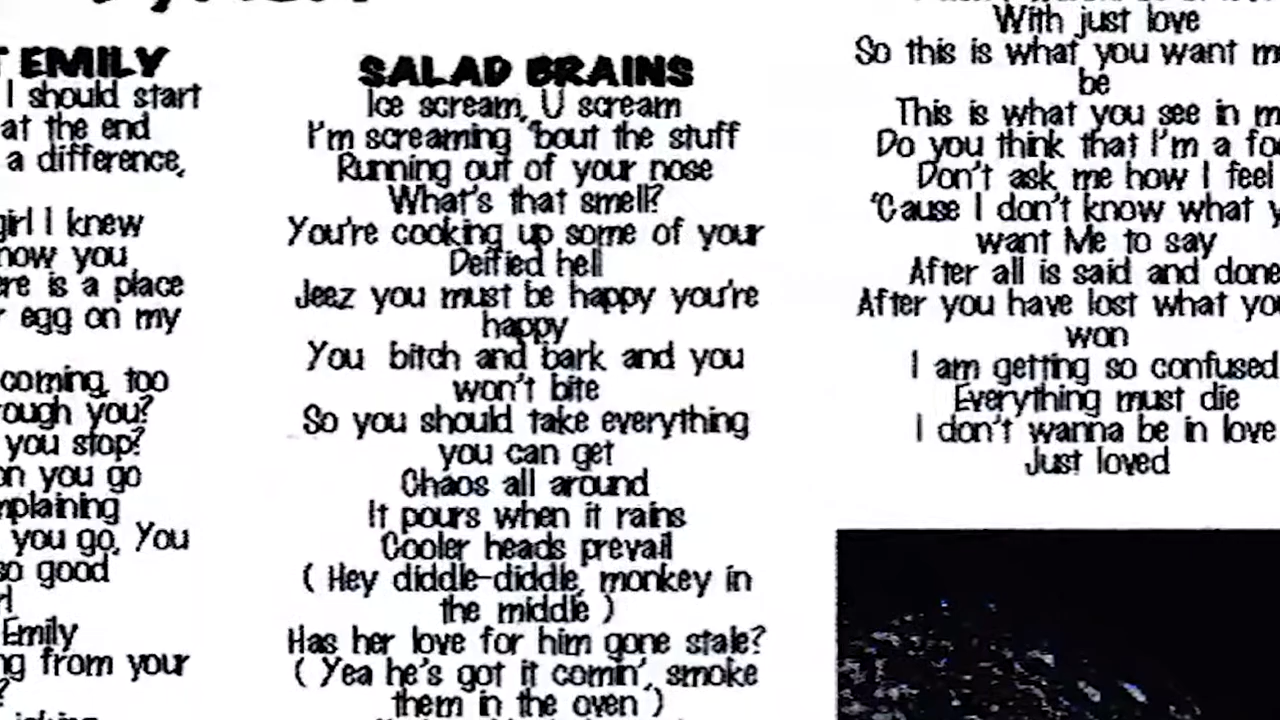 EMILY
I should start
at the end
a difference,
girl I knew
now you
ere is a place
egg on my
coming, too
ough you?
you stop?
on you go
mplaining
you go, You
so good
Emily
ng from your
SALAD BRAINS
Ice scream, U scream
I'm screaming 'bout the stuff
Running out of your nose
What's that smell?
You're cooking up some of your
Deified hell
Jeez you must be happy you're
happy
You bitch and bark and you
won't bite
So you should take everything
you can get
Chaos all around
It pours when it rains
Cooler heads prevail
( Hey diddle-diddle, monkey in
the middle )
Has her love for him gone stale?
( Yea he's got it comin', smoke
them in the oven )
With just love
So this is what you want m
be
This is what you see in m
Do you think that I'm a foo
Don't ask me how I feel
'Cause I don't know what y
want Me to say
After all is said and done
After you have lost what yo
won
I am getting so confused
Everything must die
I don't wanna be in love
Just loved